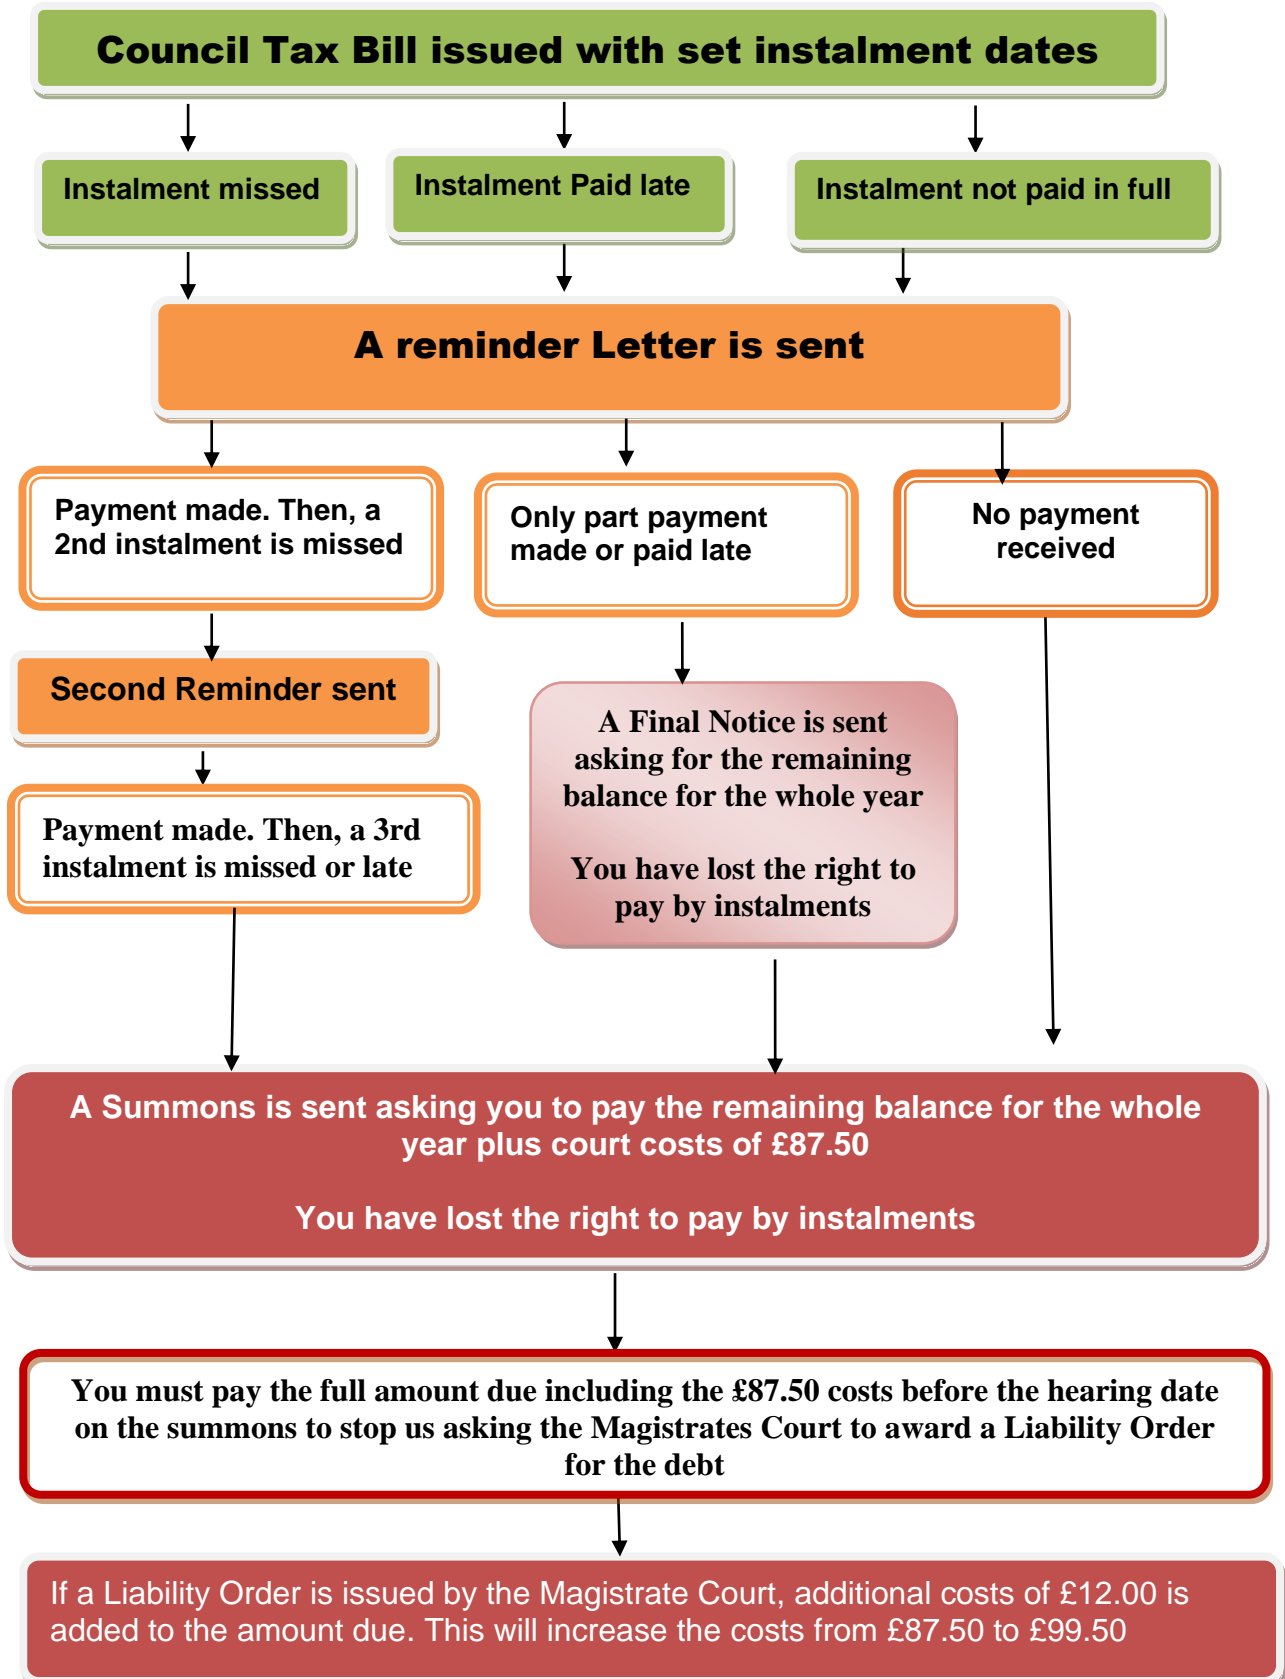 Council Tax Bill issued with set instalment dates
Instalment missed
Instalment Paid late
Instalment not paid in full
A reminder Letter is sent
Payment made. Then, a
2nd instalment is missed
Only part payment
made or paid late
No payment
received
Second Reminder sent
A Final Notice is sent
asking for the remaining
balance for the whole year
You have lost the right to
pay by instalments
Payment made. Then, a 3rd
instalment is missed or late
A Summons is sent asking you to pay the remaining balance for the whole
year plus court costs of £87.50
You have lost the right to pay by instalments
You must pay the full amount due including the £87.50 costs before the hearing date
on the summons to stop us asking the Magistrates Court to award a Liability Order
for the debt
If a Liability Order is issued by the Magistrate Court, additional costs of £12.00 is
added to the amount due. This will increase the costs from £87.50 to £99.50